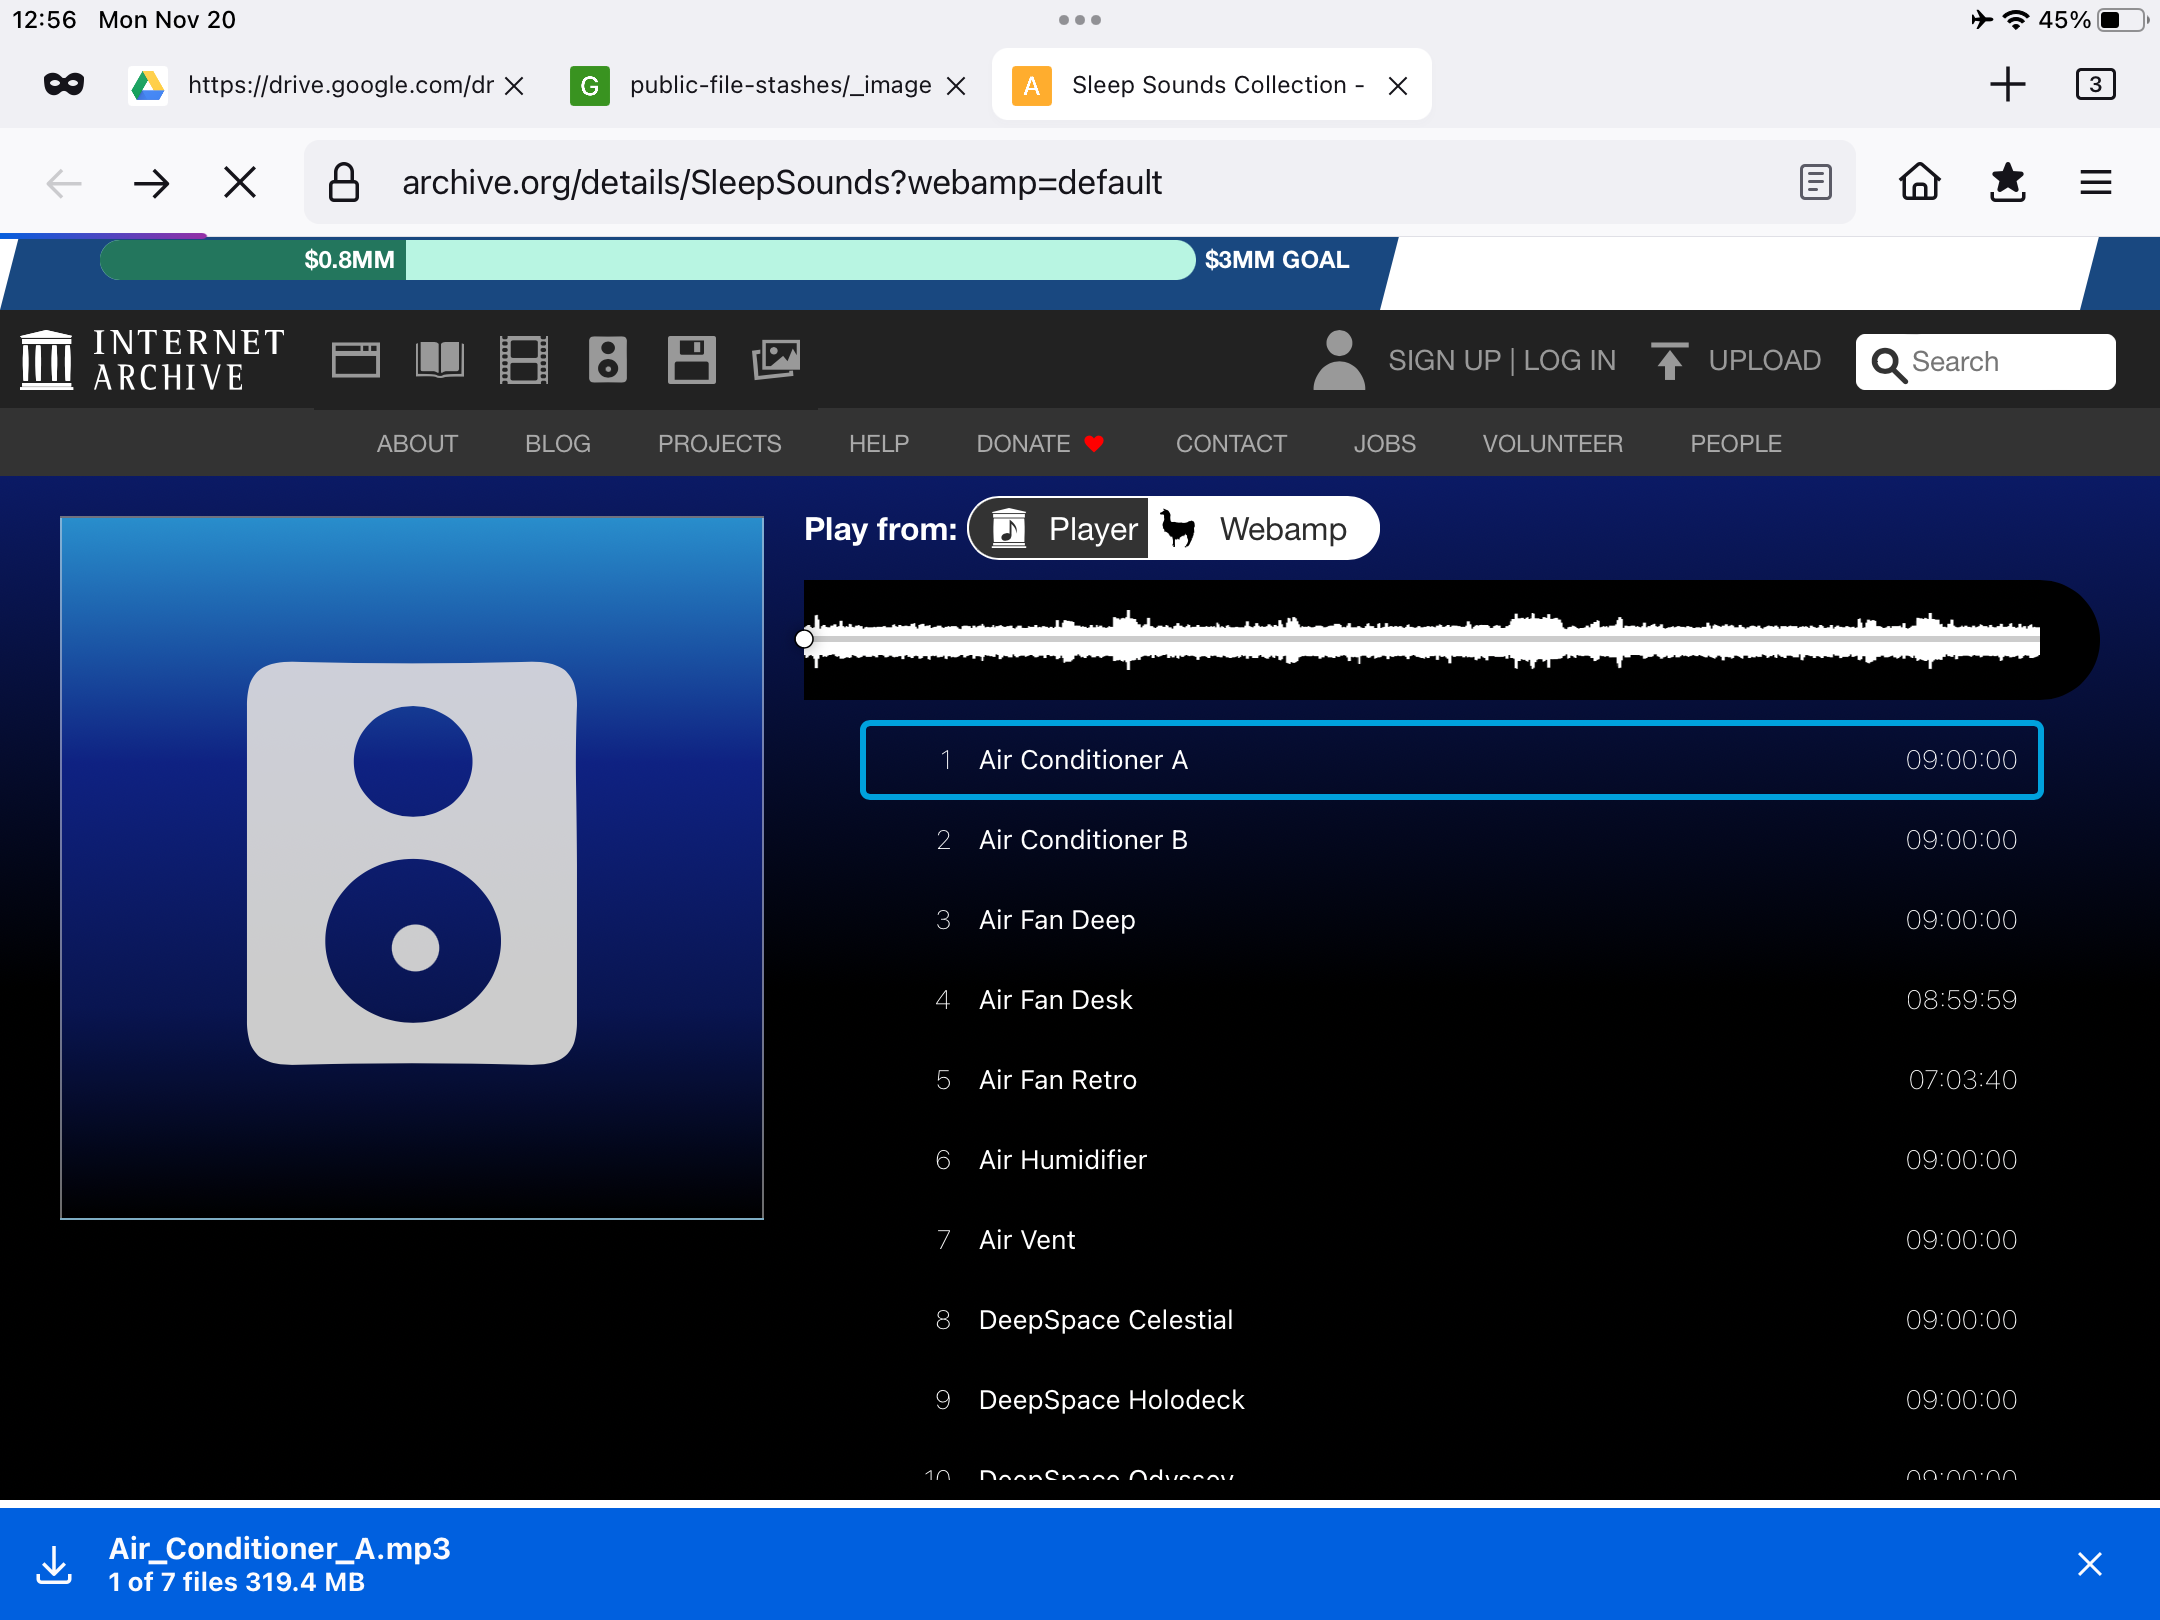 12:56 Mon Nov 20
45%
https://drive.google.com/dr
G public-file-stashes/_image
A Sleep Sounds Collection -
3
archive.org/details/SleepSounds?webamp=default
$0.8MM
$3MM GOAL
INTERNET
ARCHIVE
SIGN UP | LOG IN
UPLOAD
Search
ABOUT BLOG PROJECTS HELP DONATE CONTACT JOBS VOLUNTEER PEOPLE
Play from: Player Webamp
1 Air Conditioner A 09:00:00
2 Air Conditioner B 09:00:00
3 Air Fan Deep 09:00:00
4 Air Fan Desk 08:59:59
5 Air Fan Retro 07:03:40
6 Air Humidifier 09:00:00
7 Air Vent 09:00:00
8 DeepSpace Celestial 09:00:00
9 DeepSpace Holodeck 09:00:00
10 DeepSpace Odyssey 09:00:00
Air_Conditioner_A.mp3
1 of 7 files 319.4 MB